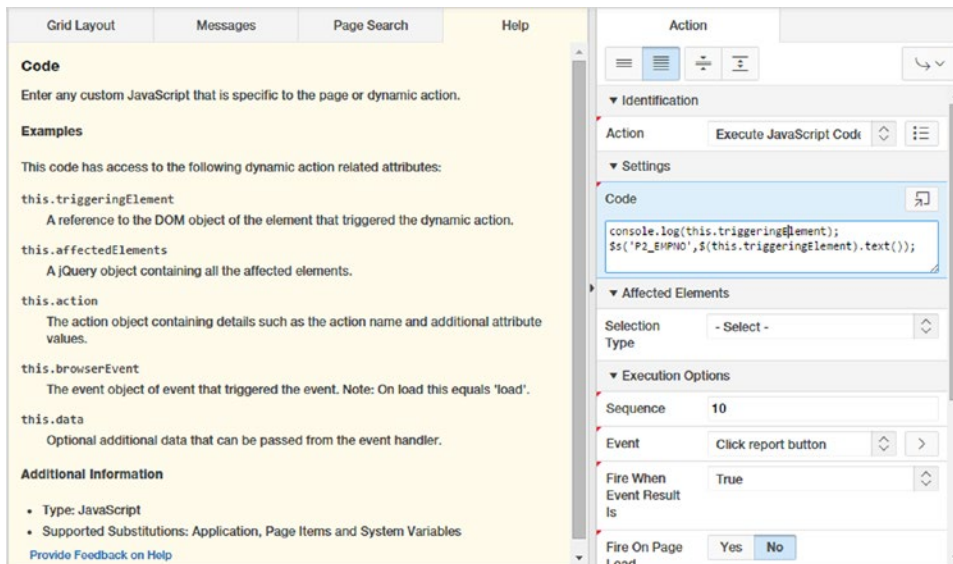 Grid Layout
Messages
Page Search
Help
Code
Enter any custom JavaScript that is specific to the page or dynamic action.
Examples
This code has access to the following dynamic action related attributes:
this.triggeringElement
A reference to the DOM object of the element that triggered the dynamic action.
this.affectedElements
A jQuery object containing all the affected elements.
this.action
The action object containing details such as the action name and additional attribute
values.
this.browserEvent
The event object of event that triggered the event. Note: On load this equals 'load'.
this.data
Optional additional data that can be passed from the event handler.
Additional Information
• Type: JavaScript
• Supported Substitutions: Application, Page Items and System Variables
Provide Feedback on Help
Action
Identification
Action
Execute JavaScript Code
Settings
Code
console.log(this.triggeringElement);
$s('P2_EMPNO',$(this.triggeringElement).text());
Affected Elements
Selection
Type
- Select -
Execution Options
Sequence
10
Event
Click report button
Fire When
Event Result
Is
True
Fire On Page
Load
Yes
No